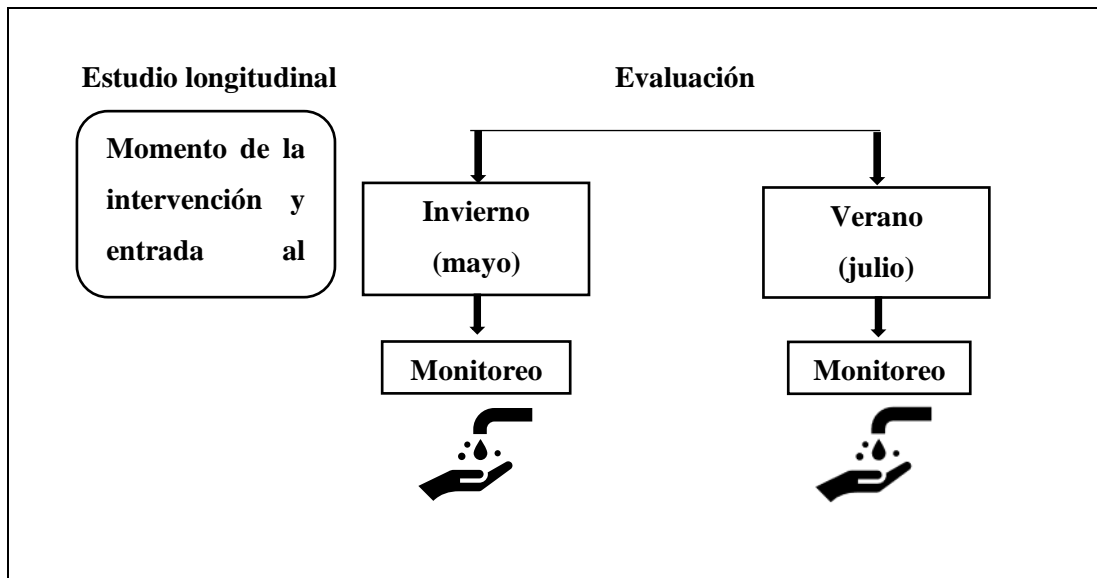 Estudio longitudinal
Momento de la
intervención y
entrada al
Evaluación
Invierno
(mayo)
Monitoreo
Verano
(julio)
Monitoreo